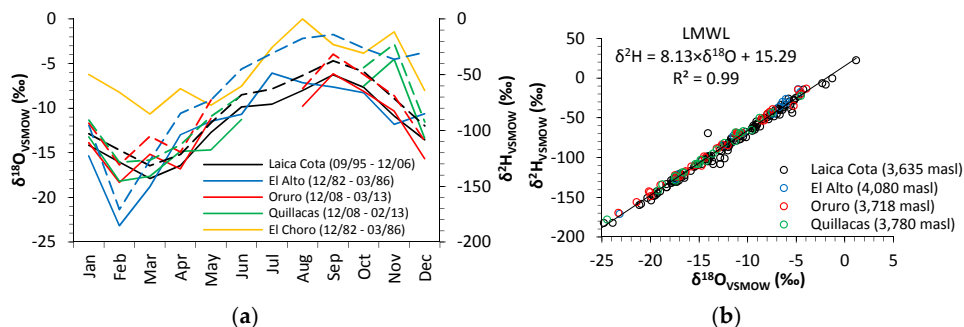 0
-5
-10
-15
-20
-25
δ¹⁸O_VSMOW (‰)
0
-50
-100
-150
-200
δ²H_VSMOW (‰)
Laica Cota (09/95 - 12/06)
El Alto (12/82 - 03/86)
Oruro (12/08 - 03/13)
Quillacas (12/08 - 02/13)
El Choro (12/82 - 03/86)
Jan Feb Mar Apr May Jun Jul Aug Sep Oct Nov Dec
(a)
LMWL
δ²H = 8.13×δ¹⁸O + 15.29
R² = 0.99
50
0
-50
-100
-150
-200
δ²H_VSMOW (‰)
Laica Cota (3,635 masl)
El Alto (4,080 masl)
Oruro (3,718 masl)
Quillacas (3,780 masl)
-25 -20 -15 -10 -5 0 5
δ¹⁸O_VSMOW (‰)
(b)